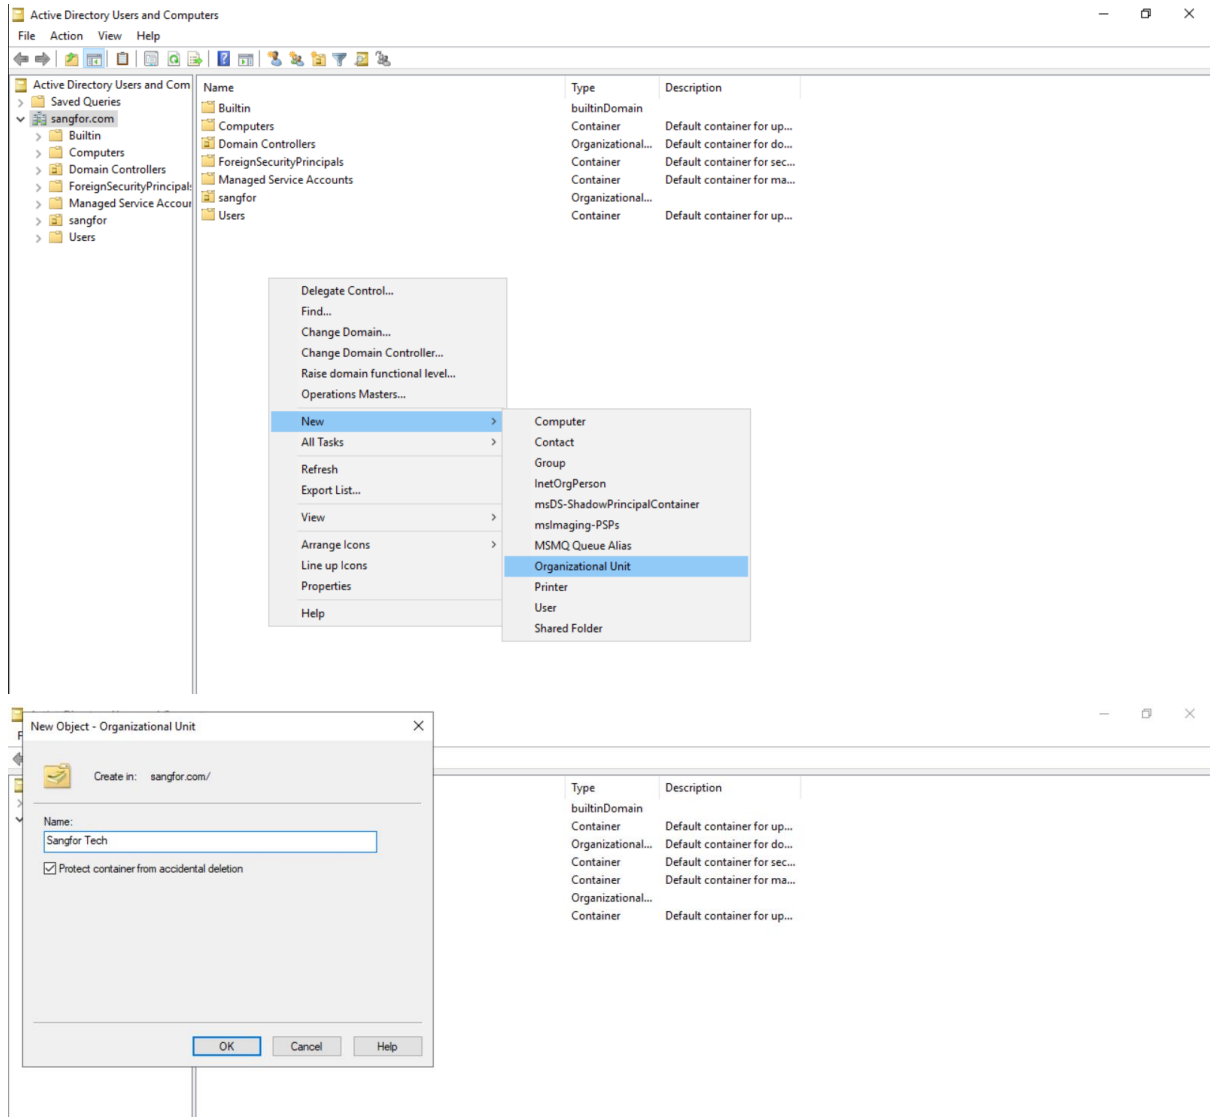 Active Directory Users and Computers
File Action View Help
Active Directory Users and Com
Saved Queries
sangfor.com
Builtin
Computers
Domain Controllers
ForeignSecurityPrincipals
Managed Service Accour
sangfor
Users
Name Type Description
Builtin builtinDomain
Computers Container Default container for up...
Domain Controllers Organizational... Default container for do...
ForeignSecurityPrincipals Container Default container for sec...
Managed Service Accounts Container Default container for ma...
sangfor Organizational...
Users Container Default container for up...
Delegate Control...
Find...
Change Domain...
Change Domain Controller...
Raise domain functional level...
Operations Masters...
New
All Tasks
Refresh
Export List...
View
Arrange Icons
Line up Icons
Properties
Help
Computer
Contact
Group
InetOrgPerson
msDS-ShadowPrincipalContainer
msImaging-PSPs
MSMQ Queue Alias
Organizational Unit
Printer
User
Shared Folder
New Object - Organizational Unit
Create in: sangfor.com/
Name:
Sangfor Tech
Protect container from accidental deletion
OK Cancel Help
Type Description
builtinDomain
Container Default container for up...
Organizational... Default container for do...
Container Default container for sec...
Container Default container for ma...
Organizational...
Container Default container for up...